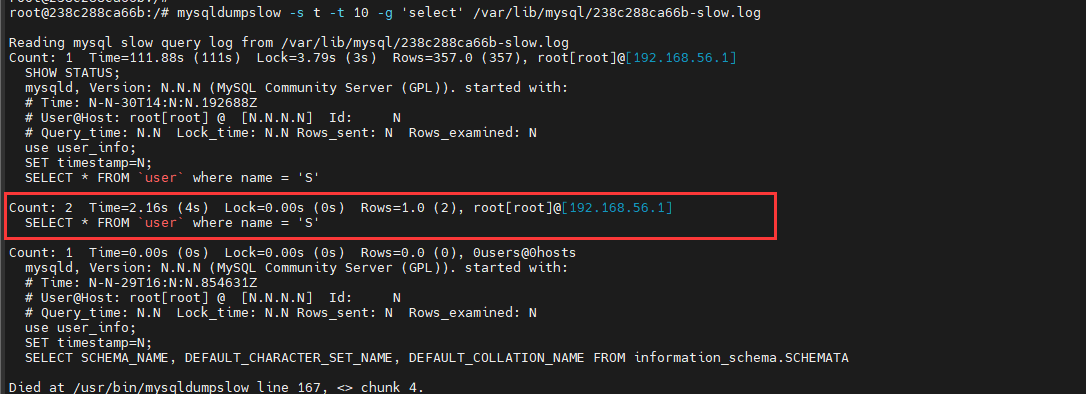 root@238c288ca66b:/#
root@238c288ca66b:/# mysqldumpslow -s t -t 10 -g 'select' /var/lib/mysql/238c288ca66b-slow.log
Reading mysql slow query log from /var/lib/mysql/238c288ca66b-slow.log
Count: 1  Time=111.88s (111s)  Lock=3.79s (3s)  Rows=357.0 (357), root[root]@[192.168.56.1]
  SHOW STATUS;
  mysqld, Version: N.N.N (MySQL Community Server (GPL)). started with:
  # Time: N-N-30T14:N:N.192688Z
  # User@Host: root[root] @  [N.N.N.N]  Id:     N
  # Query_time: N.N  Lock_time: N.N Rows_sent: N  Rows_examined: N
  use user_info;
  SET timestamp=N;
  SELECT * FROM `user` where name = 'S'
Count: 2  Time=2.16s (4s)  Lock=0.00s (0s)  Rows=1.0 (2), root[root]@[192.168.56.1]
  SELECT * FROM `user` where name = 'S'
Count: 1  Time=0.00s (0s)  Lock=0.00s (0s)  Rows=0.0 (0), 0users@0hosts
  mysqld, Version: N.N.N (MySQL Community Server (GPL)). started with:
  # Time: N-N-29T16:N:N.854631Z
  # User@Host: root[root] @  [N.N.N.N]  Id:     N
  # Query_time: N.N  Lock_time: N.N Rows_sent: N  Rows_examined: N
  use user_info;
  SET timestamp=N;
  SELECT SCHEMA_NAME, DEFAULT_CHARACTER_SET_NAME, DEFAULT_COLLATION_NAME FROM information_schema.SCHEMATA
Died at /usr/bin/mysqldumpslow line 167, <> chunk 4.